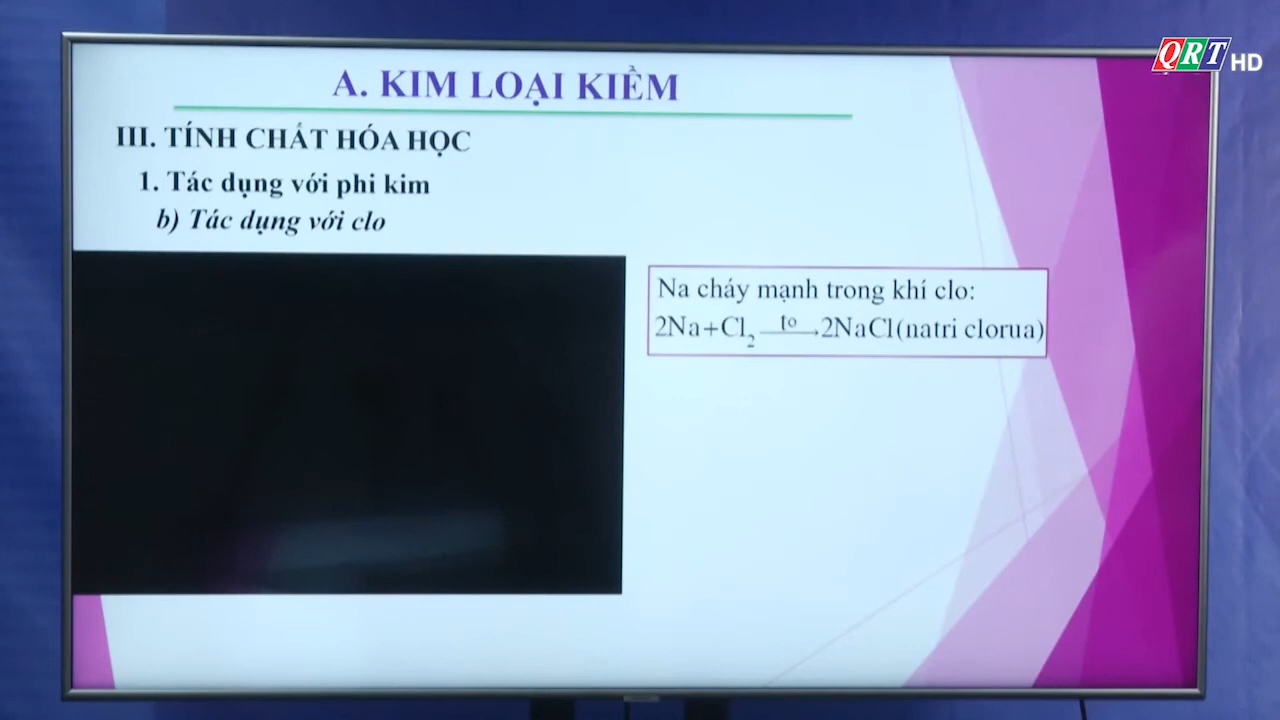 QRT HD
A. KIM LOẠI KIỀM
III. TÍNH CHẤT HÓA HỌC
1. Tác dụng với phi kim
b) Tác dụng với clo
Na cháy mạnh trong khí clo:
2Na+Cl₂ —to→ 2NaCl(natri clorua)